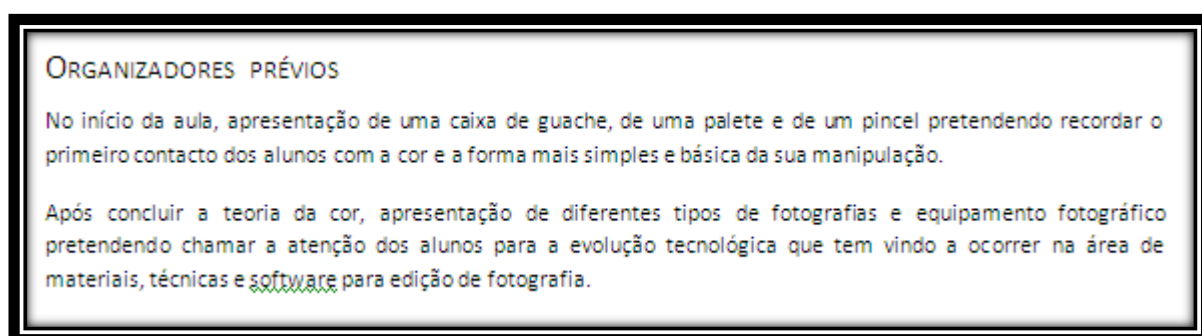 ORGANIZADORES PRÉVIOS
No início da aula, apresentação de uma caixa de guache, de uma palete e de um pincel pretendendo recordar o
primeiro contacto dos alunos com a cor e a forma mais simples e básica da sua manipulação.
Após concluir a teoria da cor, apresentação de diferentes tipos de fotografias e equipamento fotográfico
pretendendo chamar a atenção dos alunos para a evolução tecnológica que tem vindo a ocorrer na área de
materiais, técnicas e software para edição de fotografia.